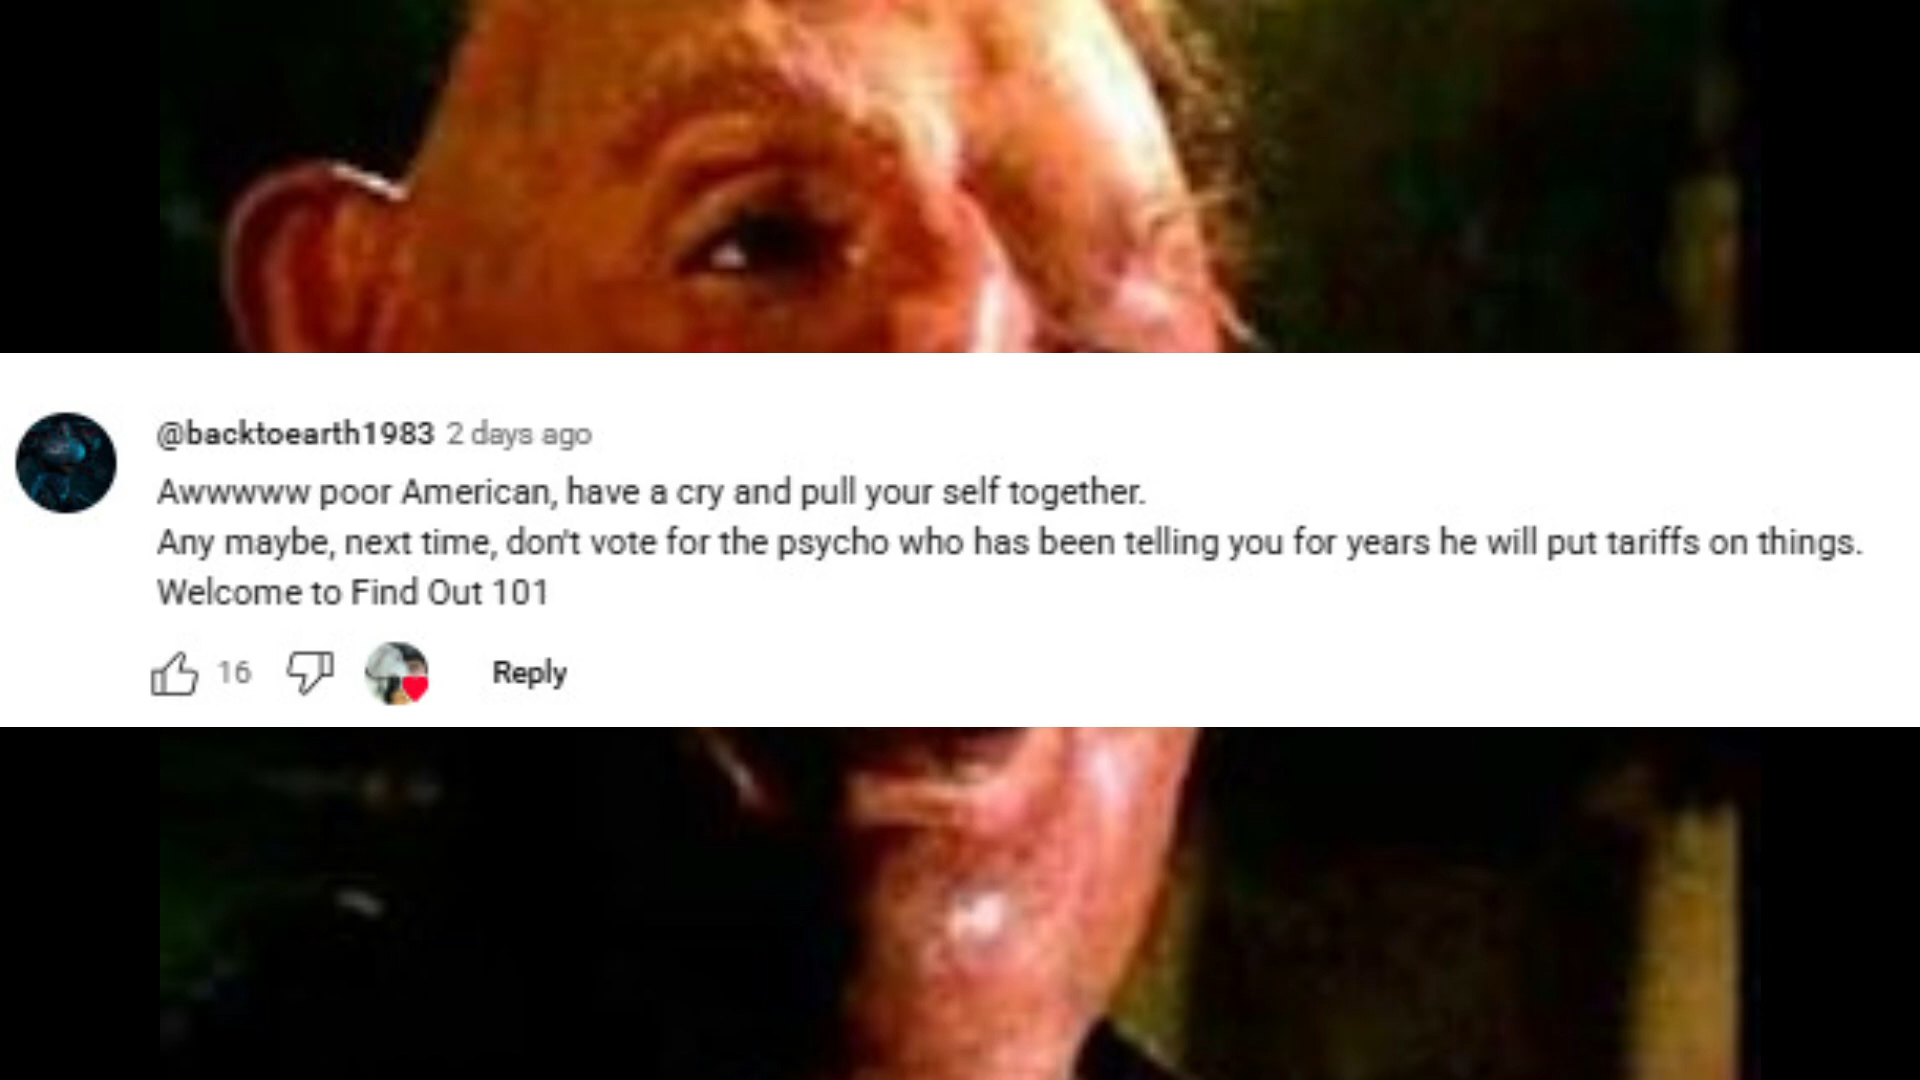 @backtoearth1983 2 days ago
Awwwww poor American, have a cry and pull your self together.
Any maybe, next time, don't vote for the psycho who has been telling you for years he will put tariffs on things.
Welcome to Find Out 101
16 Reply